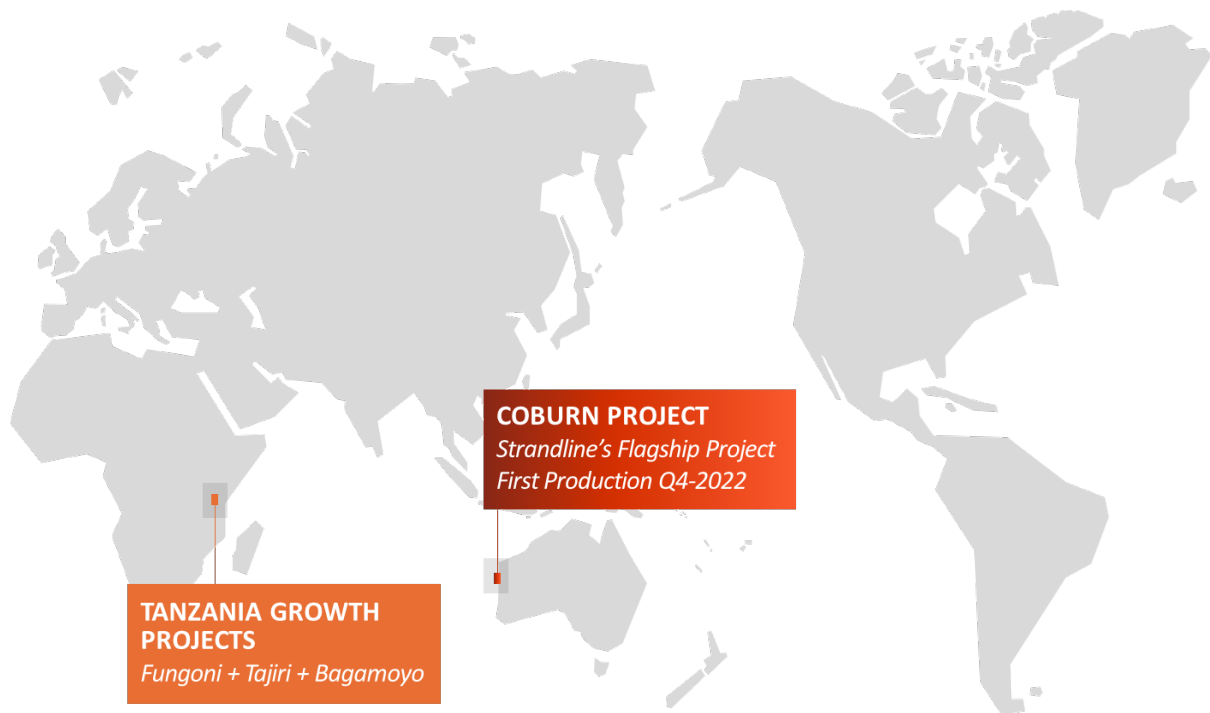 COBURN PROJECT
Strandline’s Flagship Project
First Production Q4-2022
TANZANIA GROWTH
PROJECTS
Fungoni + Tajiri + Bagamoyo